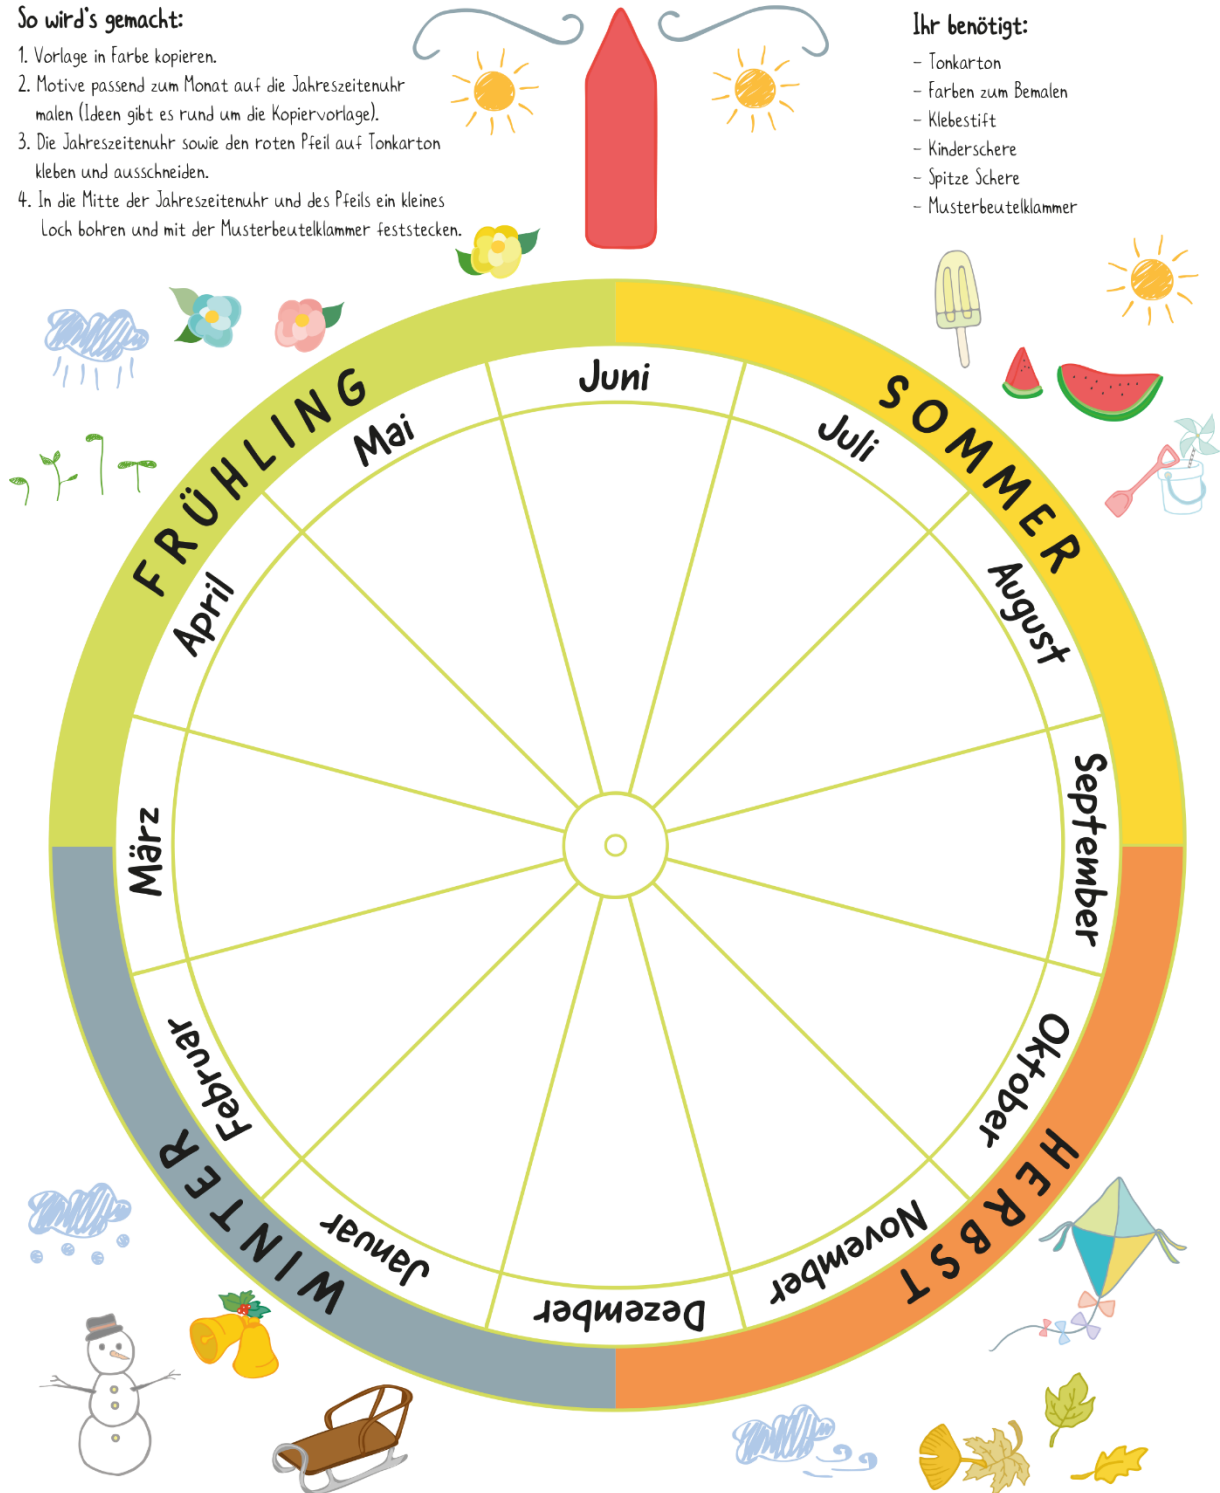 So wird's gemacht:
1. Vorlage in Farbe kopieren.
2. Motive passend zum Monat auf die Jahreszeitenuhr
malen (Ideen gibt es rund um die Kopiervorlage).
3. Die Jahreszeitenuhr sowie den roten Pfeil auf Tonkarton
kleben und ausschneiden.
4. In die Mitte der Jahreszeitenuhr und des Pfeils ein kleines
Loch bohren und mit der Musterbeutelklammer feststecken.
Ihr benötigt:
- Tonkarton
- Farben zum Bemalen
- Klebestift
- Kinderschere
- Spitze Schere
- Musterbeutelklammer
FRÜHLING
SOMMER
HERBST
WINTER
Juni
Juli
August
September
Oktober
November
Dezember
Januar
Februar
März
April
Mai